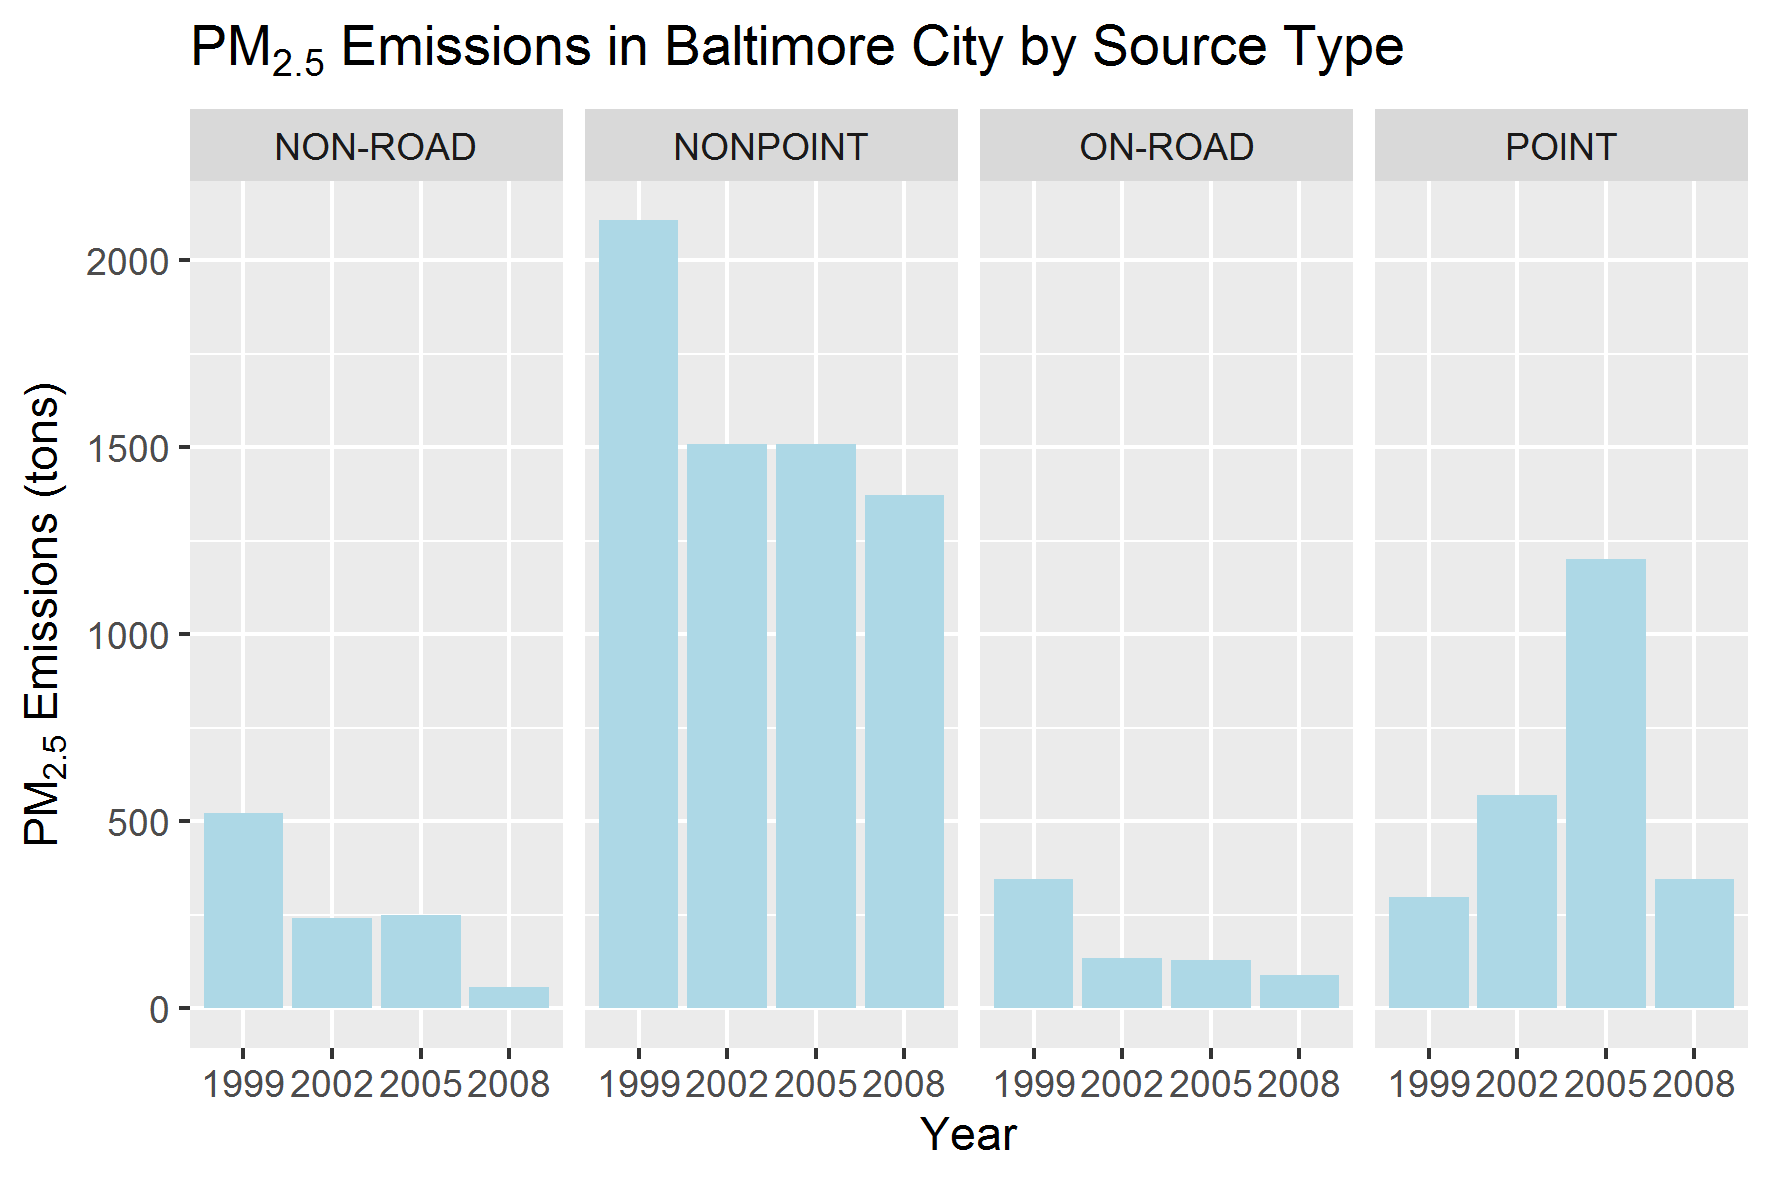 PM2.5 Emissions in Baltimore City by Source Type
NON-ROAD
NONPOINT
ON-ROAD
POINT
PM2.5 Emissions (tons)
2000
1500
1000
500
0
1999 2002 2005 2008
1999 2002 2005 2008
1999 2002 2005 2008
1999 2002 2005 2008
Year